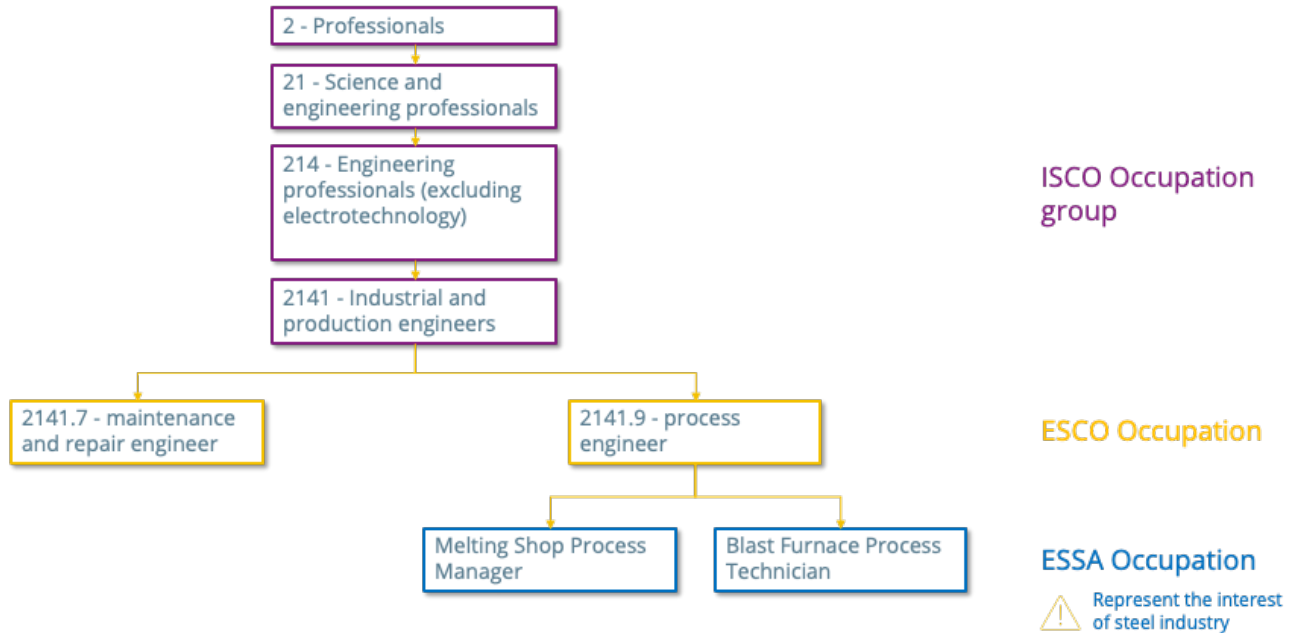 2 - Professionals
21 - Science and
engineering professionals
214 - Engineering
professionals (excluding
electrotechnology)
ISCO Occupation
group
2141 - Industrial and
production engineers
2141.7 - maintenance
and repair engineer
2141.9 - process
engineer
ESCO Occupation
Melting Shop Process
Manager
Blast Furnace Process
Technician
ESSA Occupation
Represent the interest
of steel industry